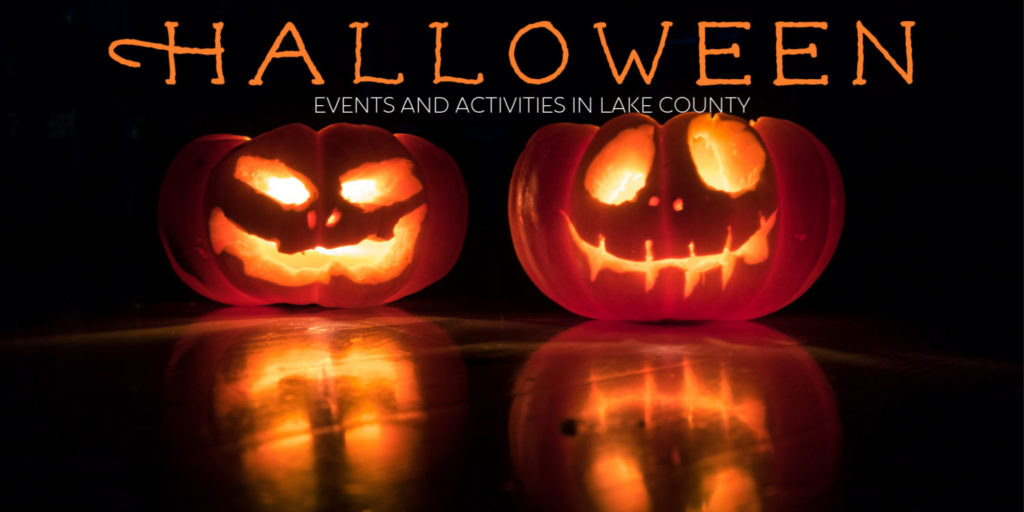 HALLOWEEN
EVENTS AND ACTIVITIES IN LAKE COUNTY